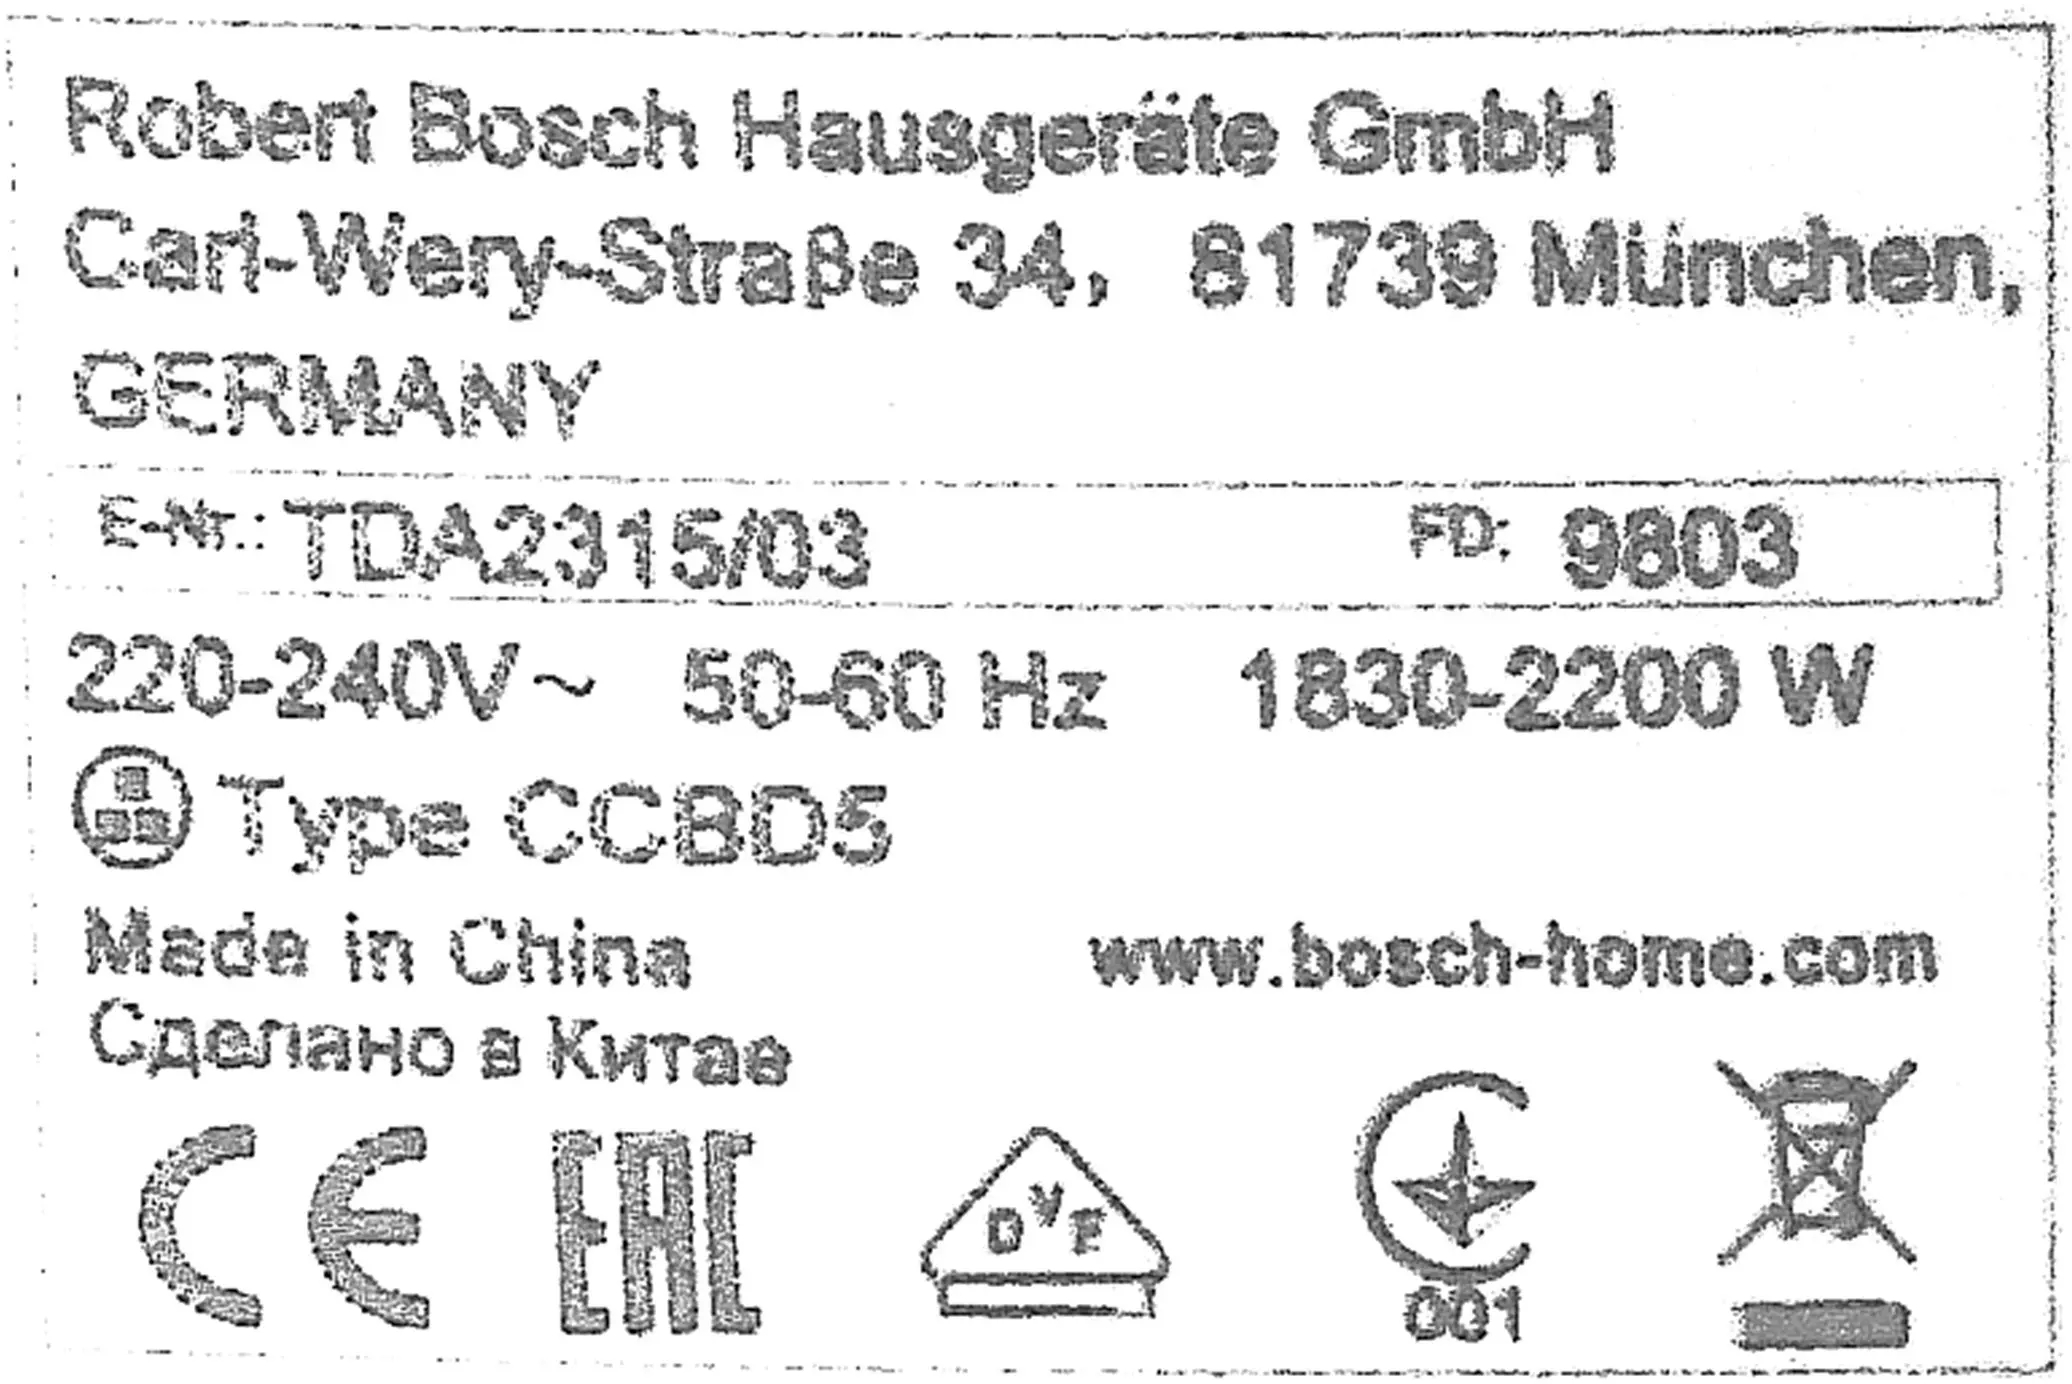 Robert Bosch Hausgeräte GmbH
Carl-Wery-Straße 34, 81739 München,
GERMANY
E-Nr.: TDA2315/03 FD: 9803
220-240V~ 50-60 Hz 1830-2200 W
Type CCBD5
Made in China www.bosch-home.com
Сделано в Китае
CE EAC DVE 001